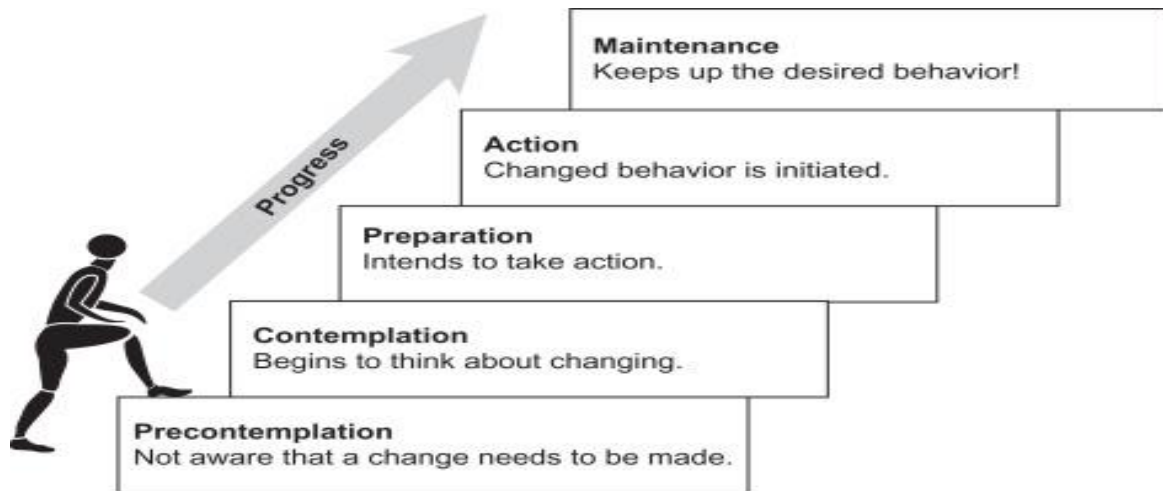 Maintenance
Keeps up the desired behavior!
Action
Changed behavior is initiated.
Progress
Preparation
Intends to take action.
Contemplation
Begins to think about changing.
Precontemplation
Not aware that a change needs to be made.